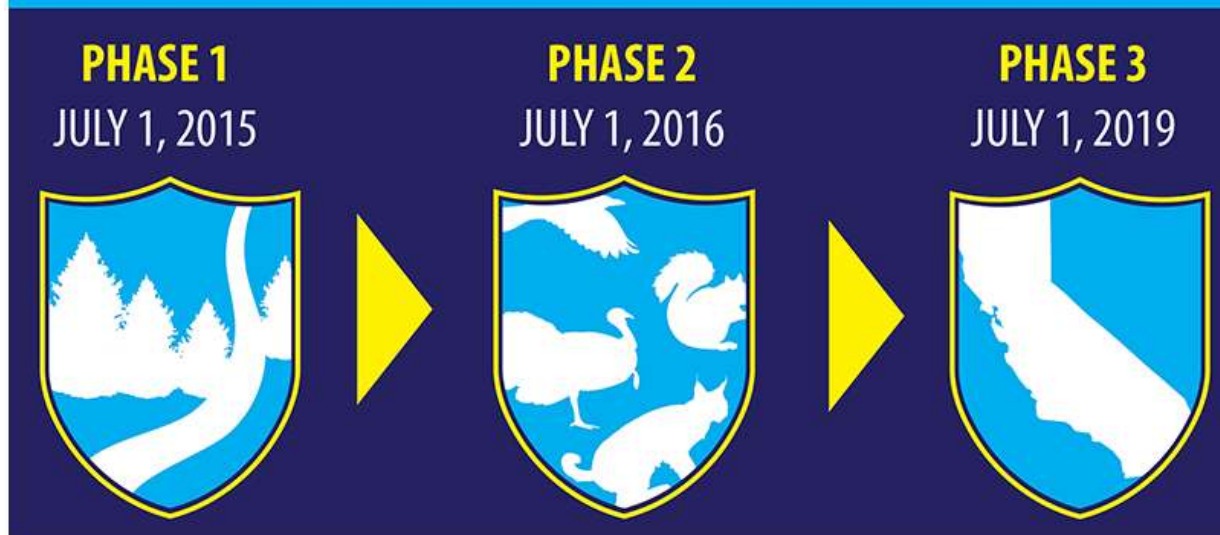 PHASE 1
JULY 1, 2015
PHASE 2
JULY 1, 2016
PHASE 3
JULY 1, 2019